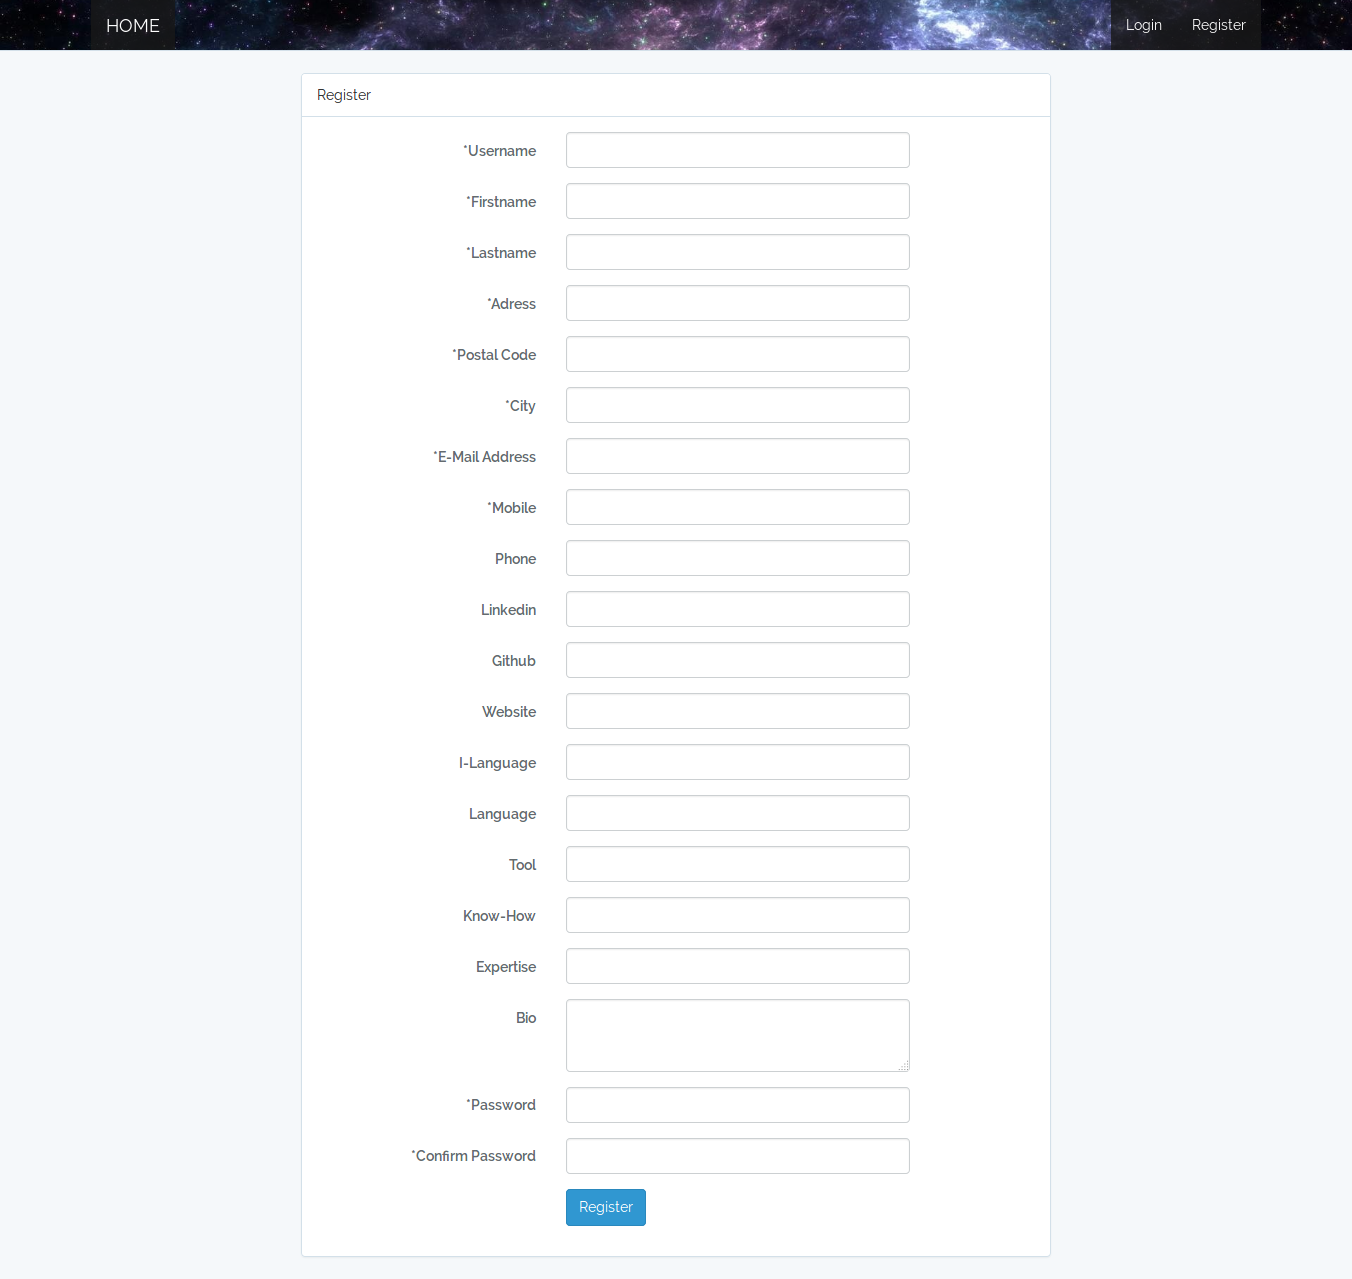 HOME
Login
Register
Register
*Username
*Firstname
*Lastname
*Adress
*Postal Code
*City
*E-Mail Address
*Mobile
Phone
Linkedin
Github
Website
I-Language
Language
Tool
Know-How
Expertise
Bio
*Password
*Confirm Password
Register